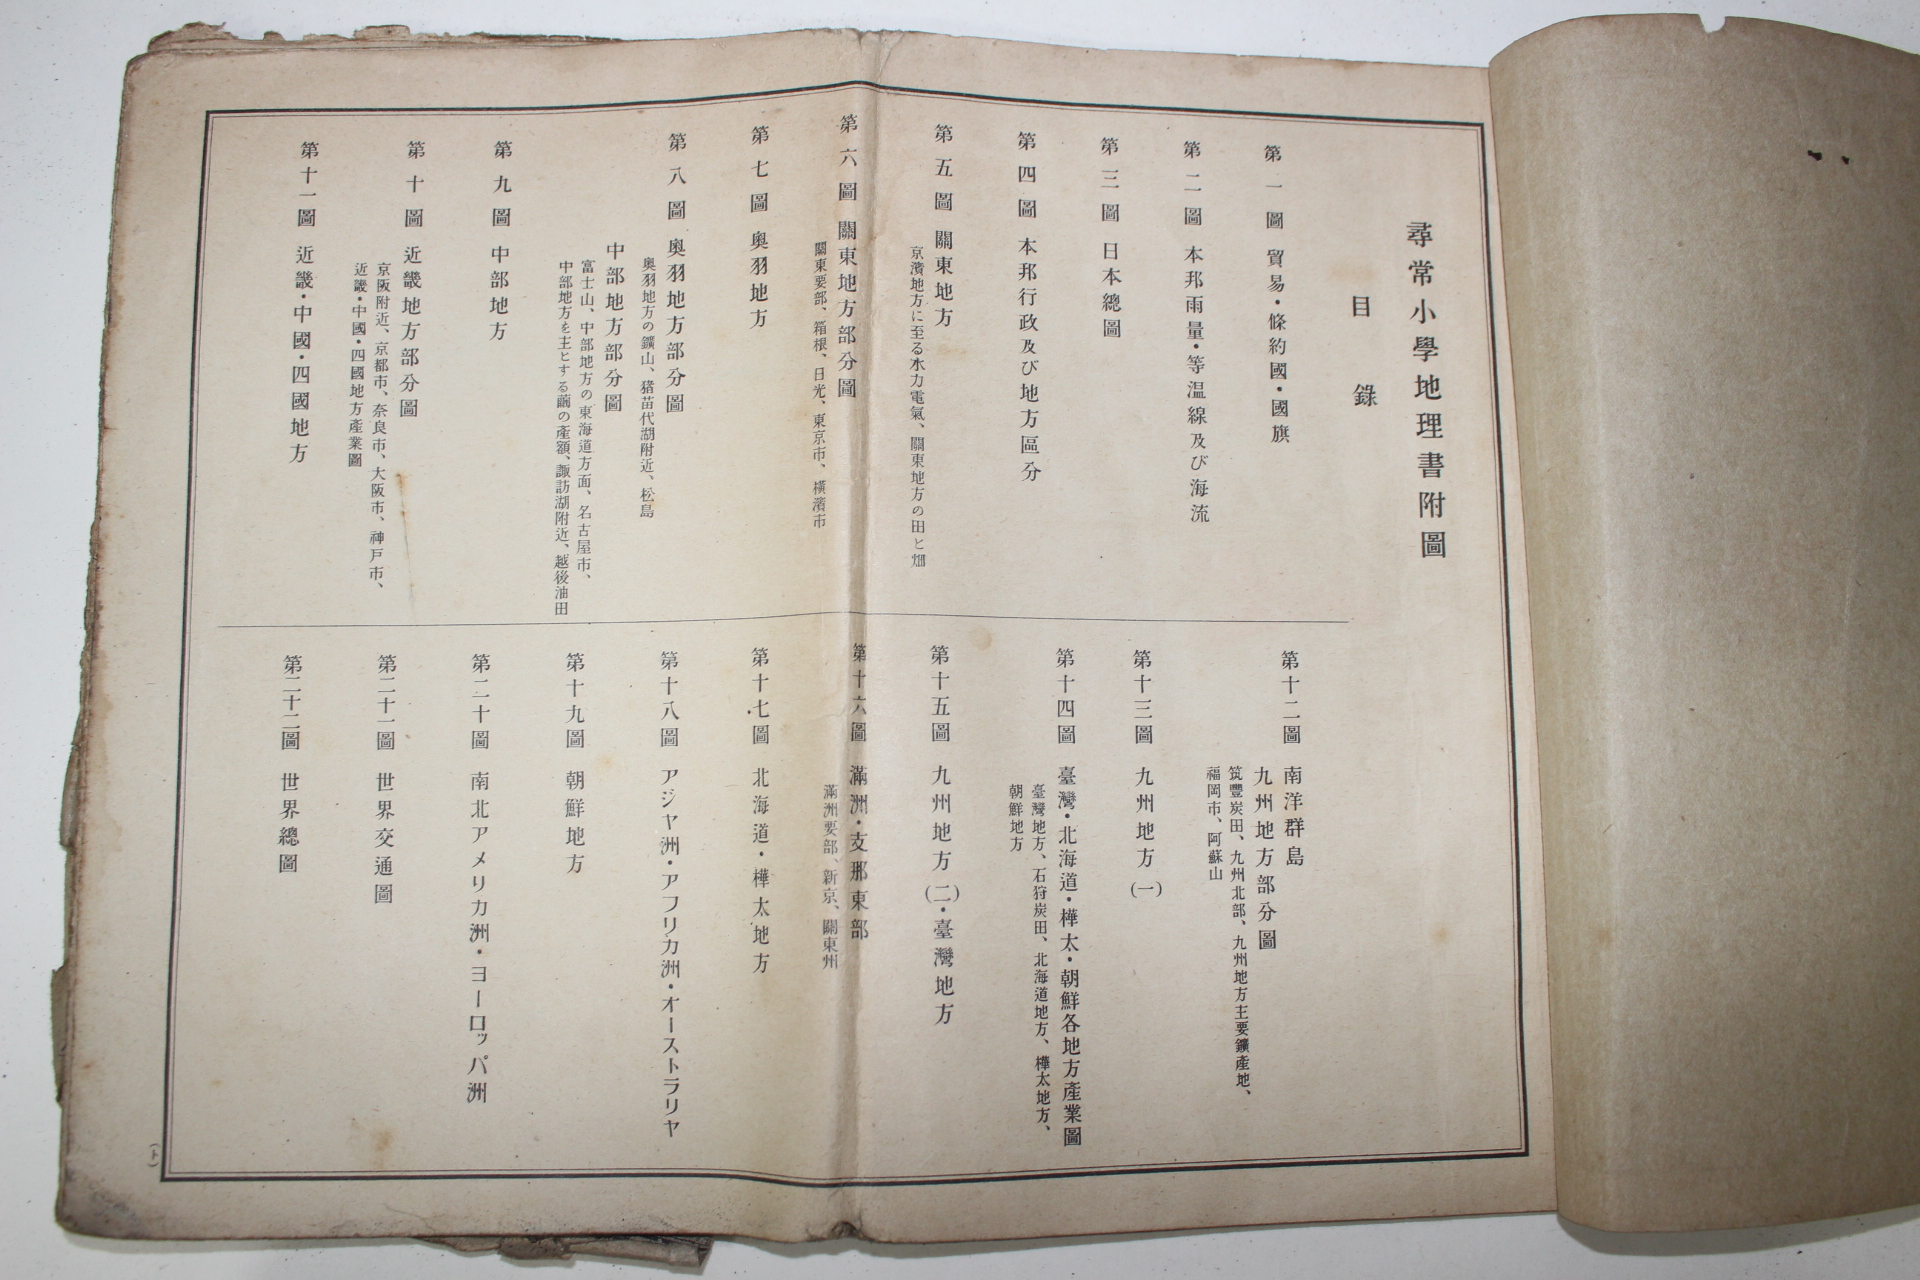 尋常小學地理書附圖
目錄
第一圖 貿易・條約國・國旗
第二圖 本邦雨量・等温線及び海流
第三圖 日本總圖
第四圖 本邦行政及び地方區分
第五圖 關東地方
京濱地方に至る水力電氣、關東地方の田と畑
第六圖 關東地方部分圖
關東要部、箱根、日光、東京市、橫濱市
第七圖 奧羽地方
第八圖 奧羽地方部分圖
奧羽地方の鑛山、猪苗代湖附近、松島
中部地方部分圖
富士山、中部地方の東海道方面、名古屋市、
中部地方を主とする繭の產額、諏訪湖附近、越後油田
第九圖 中部地方
第十圖 近畿地方部分圖
京阪附近、京都市、奈良市、大阪市、神戸市、
近畿・中國・四國地方產業圖
第十一圖 近畿・中國・四國地方
第十二圖 南洋群島
九州地方部分圖
筑豐炭田、九州北部、九州地方主要鑛產地、
福岡市、阿蘇山
第十三圖 九州地方(一)
第十四圖 臺灣・北海道・樺太・朝鮮各地方產業圖
臺灣地方、石狩炭田、北海道地方、樺太地方、
朝鮮地方
第十五圖 九州地方(二)・臺灣地方
第十六圖 滿洲・支那東部
滿洲要部、新京、關東州
第十七圖 北海道・樺太地方
第十八圖 アジヤ洲・アフリカ洲・オーストラリヤ
第十九圖 朝鮮地方
第二十圖 南北アメリカ洲・ヨーロッパ洲
第二十一圖 世界交通圖
第二十二圖 世界總圖
(ト)